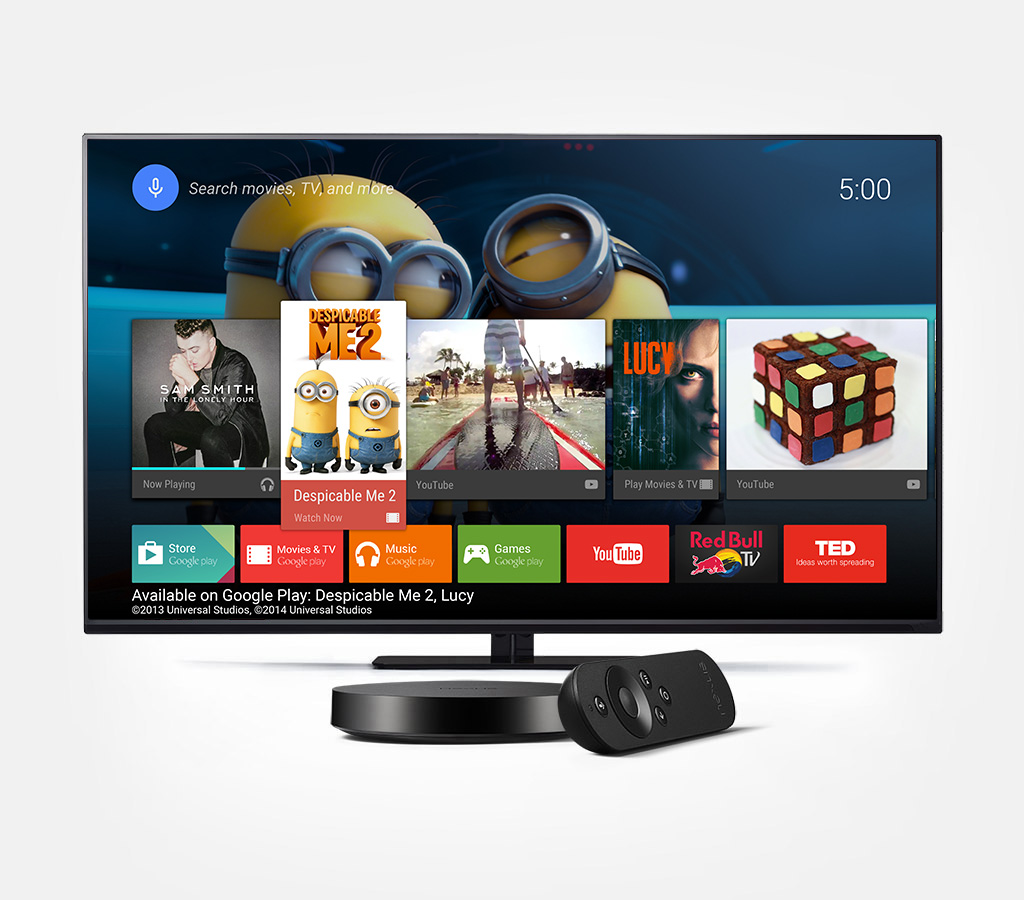 Search movies, TV, and more
5:00
SAM SMITH
IN THE LONELY HOUR
Now Playing
DESPICABLE
ME2
Despicable Me 2
Watch Now
YouTube
LUCY
Play Movies & TV
YouTube
Store
Google play
Movies & TV
Google play
Music
Google play
Games
Google play
YouTube
Red Bull
TV
TED
Ideas worth spreading
Available on Google Play: Despicable Me 2, Lucy
©2013 Universal Studios, ©2014 Universal Studios
nexus